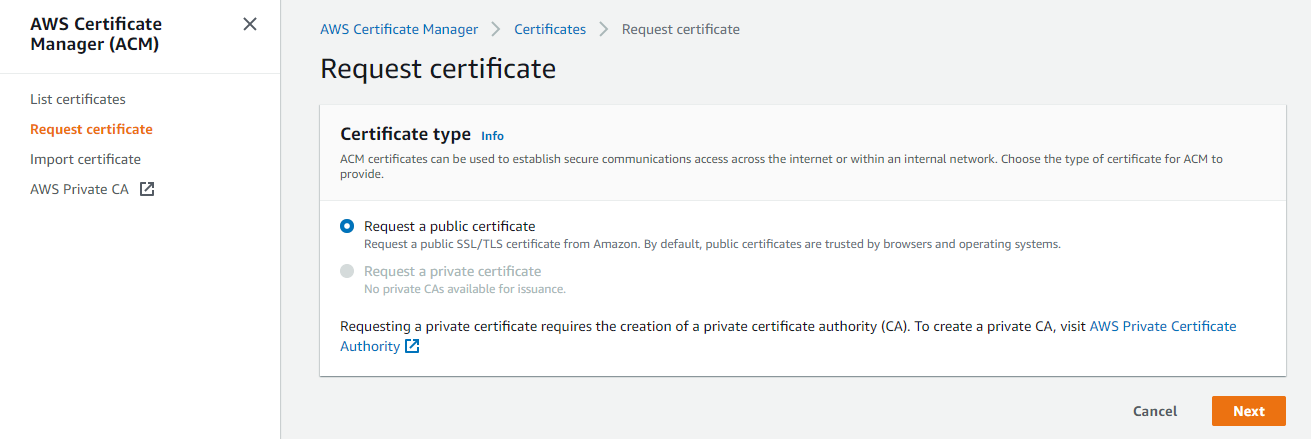 AWS Certificate
Manager (ACM)
List certificates
Request certificate
Import certificate
AWS Private CA
AWS Certificate Manager > Certificates > Request certificate
Request certificate
Certificate type Info
ACM certificates can be used to establish secure communications access across the internet or within an internal network. Choose the type of certificate for ACM to
provide.
Request a public certificate
Request a public SSL/TLS certificate from Amazon. By default, public certificates are trusted by browsers and operating systems.
Request a private certificate
No private CAs available for issuance.
Requesting a private certificate requires the creation of a private certificate authority (CA). To create a private CA, visit AWS Private Certificate
Authority
Cancel Next